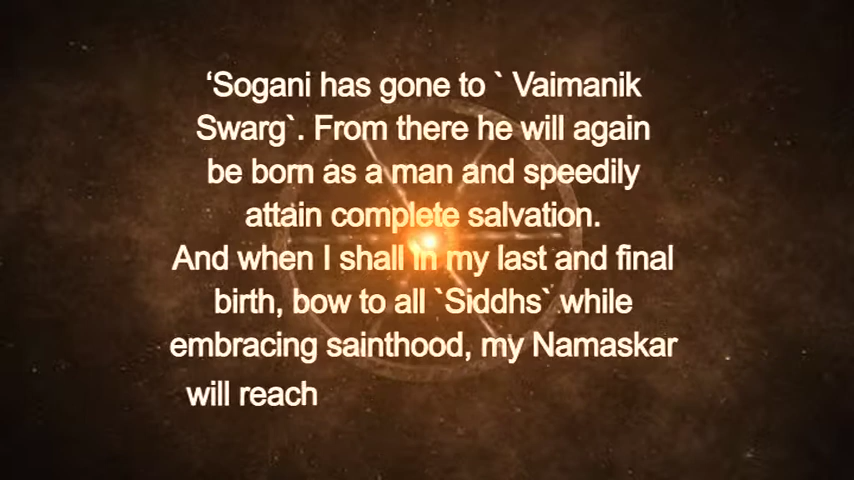 ‘Sogani has gone to ` Vaimanik
Swarg`. From there he will again
be born as a man and speedily
attain complete salvation.
And when I shall in my last and final
birth, bow to all `Siddhs` while
embracing sainthood, my Namaskar
will reach